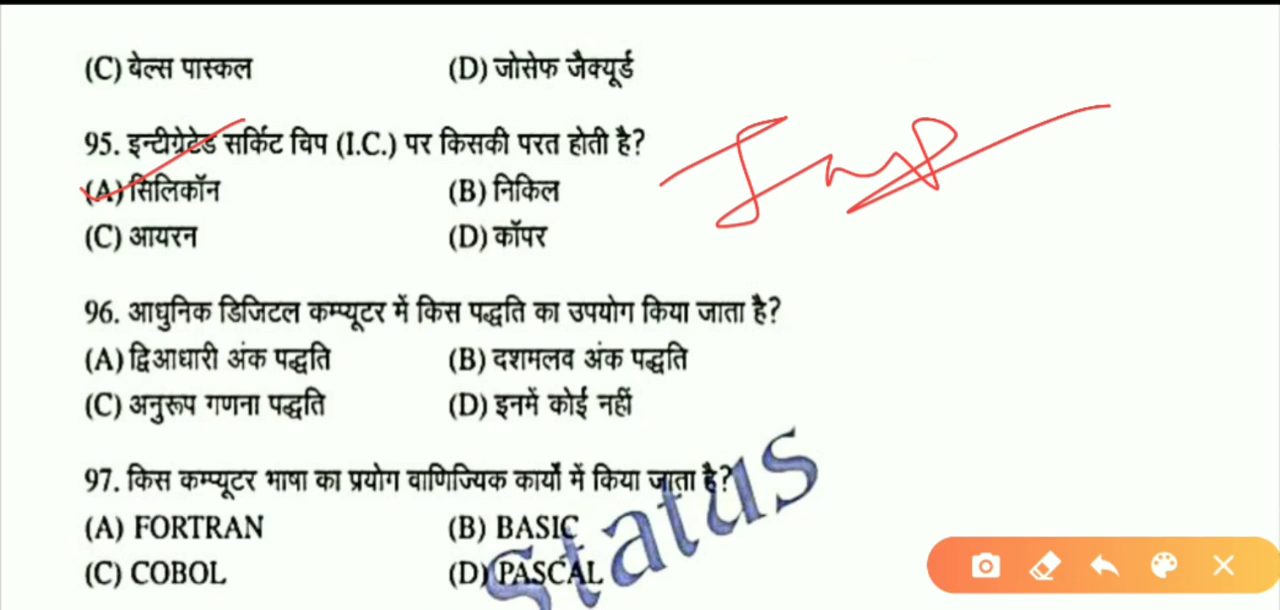 (C) बेल्स पास्कल (D) जोसेफ जैक्यूर्ड
95. इन्टीग्रेटेड सर्किट चिप (I.C.) पर किसकी परत होती है?
Imp
(A) सिलिकॉन (B) निकिल
(C) आयरन (D) कॉपर
96. आधुनिक डिजिटल कम्प्यूटर में किस पद्धति का उपयोग किया जाता है?
(A) द्विआधारी अंक पद्धति (B) दशमलव अंक पद्धति
(C) अनुरूप गणना पद्धति (D) इनमें कोई नहीं
97. किस कम्प्यूटर भाषा का प्रयोग वाणिज्यिक कार्यों में किया जाता है?
(A) FORTRAN (B) BASIC
(C) COBOL (D) PASCAL
Status